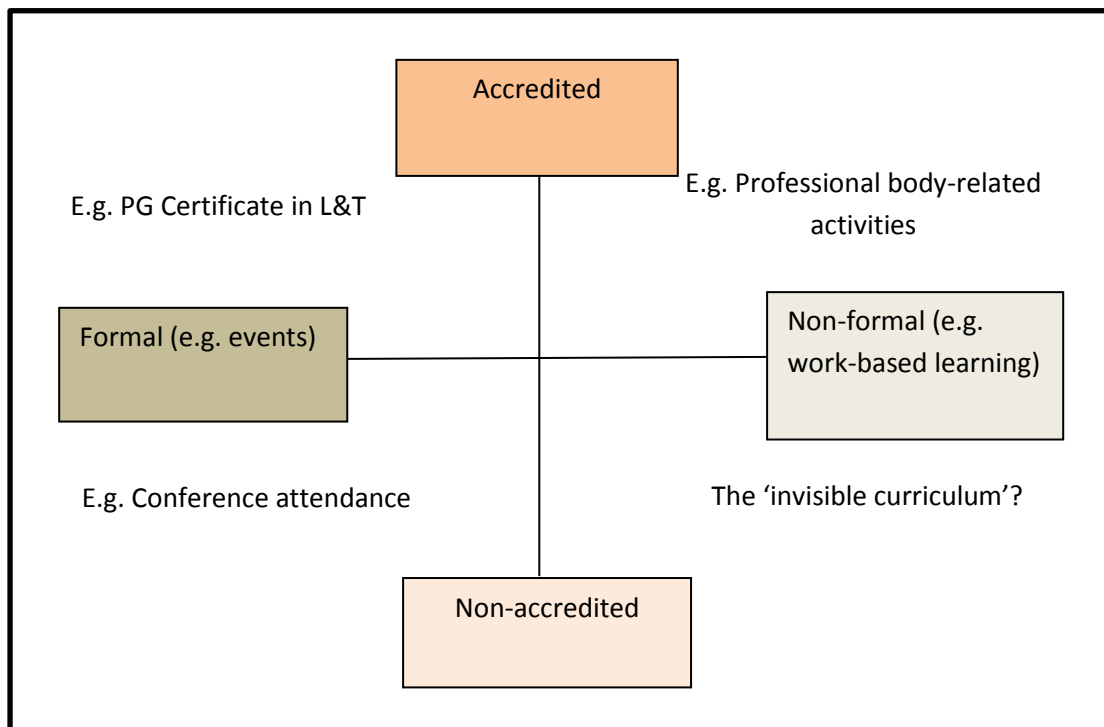 Accredited
E.g. Professional body-related
activities
E.g. PG Certificate in L&T
Formal (e.g. events)
Non-formal (e.g.
work-based learning)
E.g. Conference attendance
The ‘invisible curriculum’?
Non-accredited